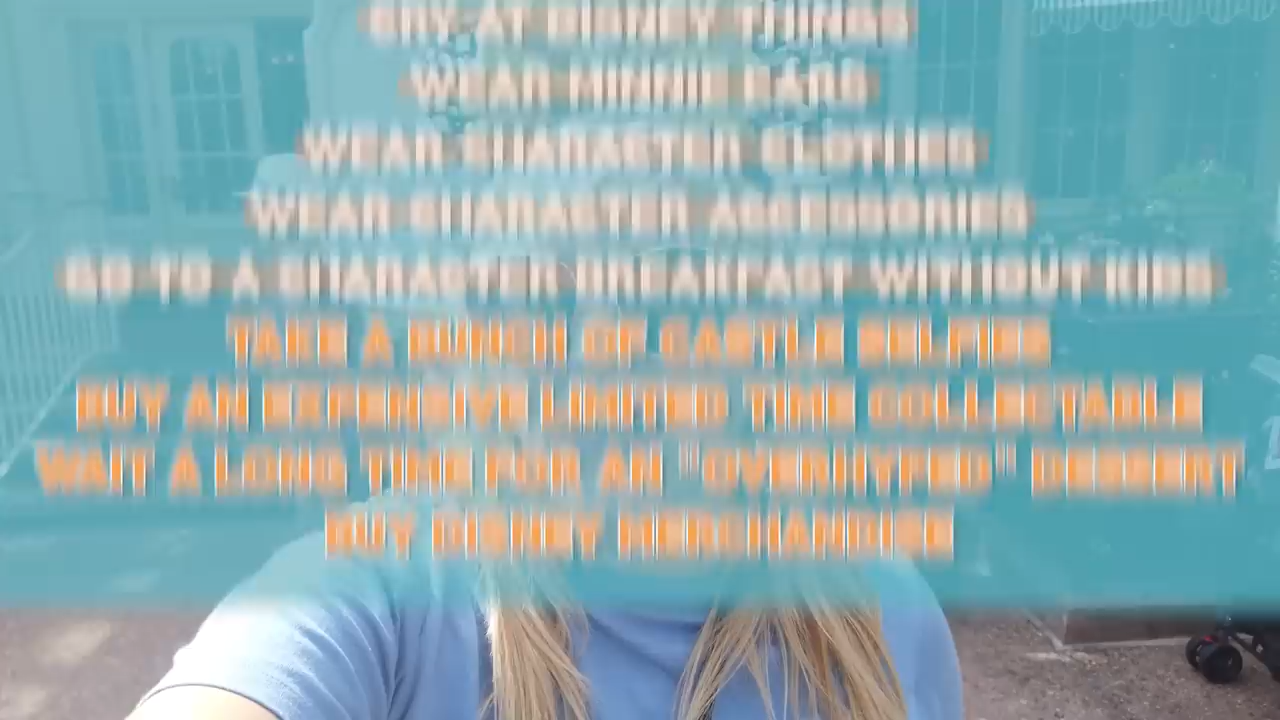 CRY AT DISNEY THINGS
WEAR MINNIE EARS
WEAR CHARACTER CLOTHES
WEAR CHARACTER ACCESSORIES
GO TO A CHARACTER BREAKFAST WITHOUT KIDS
TAKE A BUNCH OF CASTLE SELFIES
BUY AN EXPENSIVE LIMITED TIME COLLECTABLE
WAIT A LONG TIME FOR AN "OVERHYPED" DESSERT
BUY DISNEY MERCHANDISE